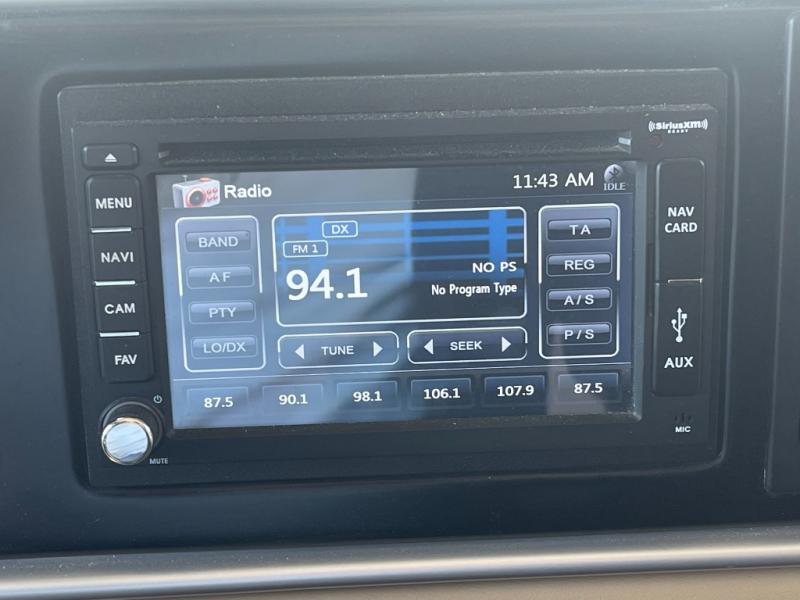 SiriusXM
READY
MENU
NAVI
CAM
FAV
MUTE
Radio
11:43 AM
IDLE
BAND
AF
PTY
LO/DX
DX
FM 1
94.1
NO PS
No Program Type
TUNE
SEEK
TA
REG
A/S
P/S
87.5
90.1
98.1
106.1
107.9
87.5
NAV
CARD
AUX
MIC